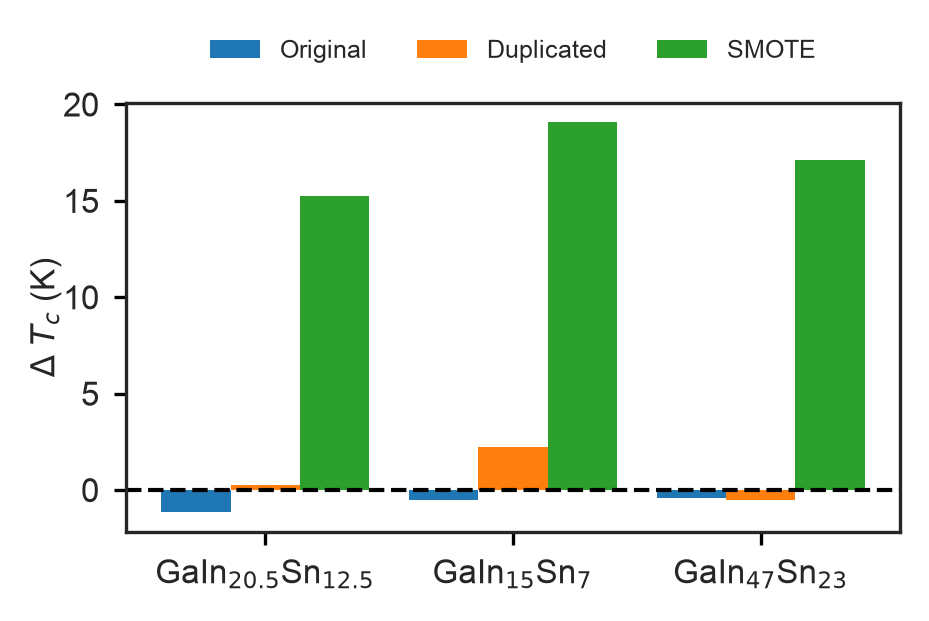 Original Duplicated SMOTE
20
15
10
5
0
Δ T_c (K)
GaIn₂₀.₅Sn₁₂.₅ GaIn₁₅Sn₇ GaIn₄₇Sn₂₃